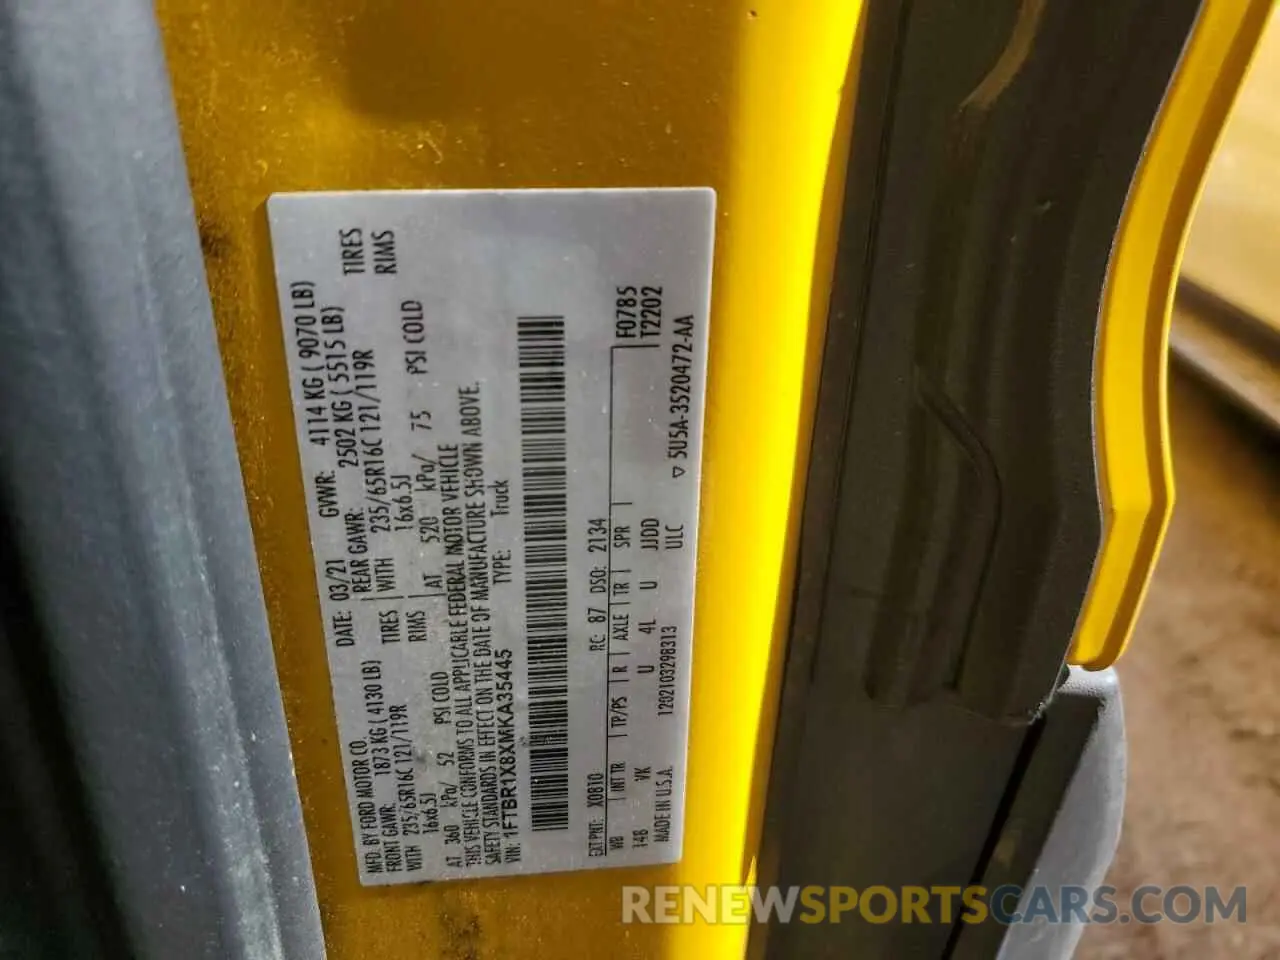 MFD. BY FORD MOTOR CO.
DATE: 03/21 GVWR: 4114 KG ( 9070 LB)
FRONT GAWR: 1873 KG ( 4130 LB)
REAR GAWR: 2502 KG ( 5515 LB)
WITH 235/65R16C 121/119R TIRES
WITH 235/65R16C 121/119R TIRES
16x6.5J RIMS
16x6.5J RIMS
AT 360 kPa/ 52 PSI COLD
AT 520 kPa/ 75 PSI COLD
THIS VEHICLE CONFORMS TO ALL APPLICABLE FEDERAL MOTOR VEHICLE
SAFETY STANDARDS IN EFFECT ON THE DATE OF MANUFACTURE SHOWN ABOVE.
VIN: 1FTBR1X8XMKA35445 TYPE: Truck
EXT PNT: X0BT0 RC: 87 DSO: 2134 F0785
WB INT TR TP/PS R AXLE TR SPR T2202
148 VK U 4L U JJDD
MADE IN U.S.A. 12021032 98313 ULC
▽ 5U5A-3520472-AA
RENEWSPORTSCARS.COM